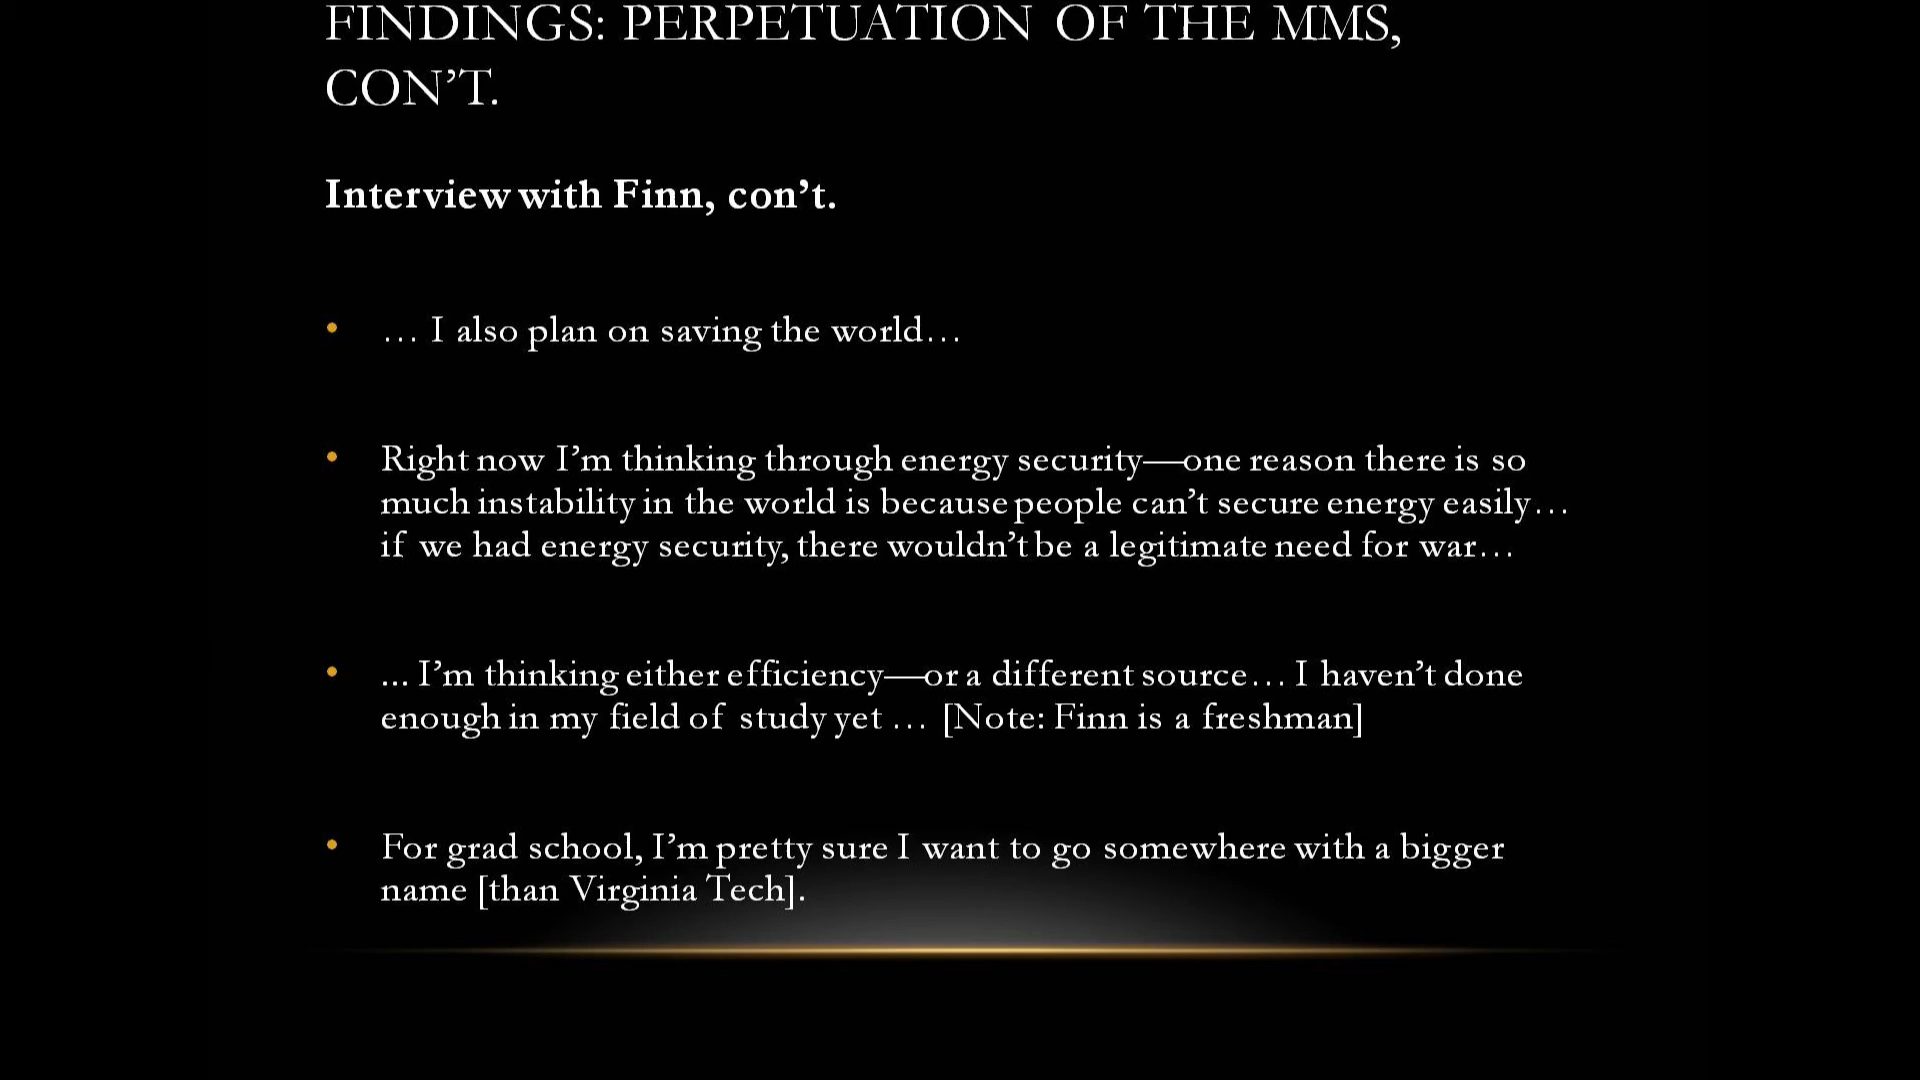 FINDINGS: PERPETUATION OF THE MMS,
CON’T.
Interview with Finn, con’t.
• … I also plan on saving the world…
• Right now I’m thinking through energy security—one reason there is so
much instability in the world is because people can’t secure energy easily…
if we had energy security, there wouldn’t be a legitimate need for war…
• ... I’m thinking either efficiency—or a different source… I haven’t done
enough in my field of study yet … [Note: Finn is a freshman]
• For grad school, I’m pretty sure I want to go somewhere with a bigger
name [than Virginia Tech].